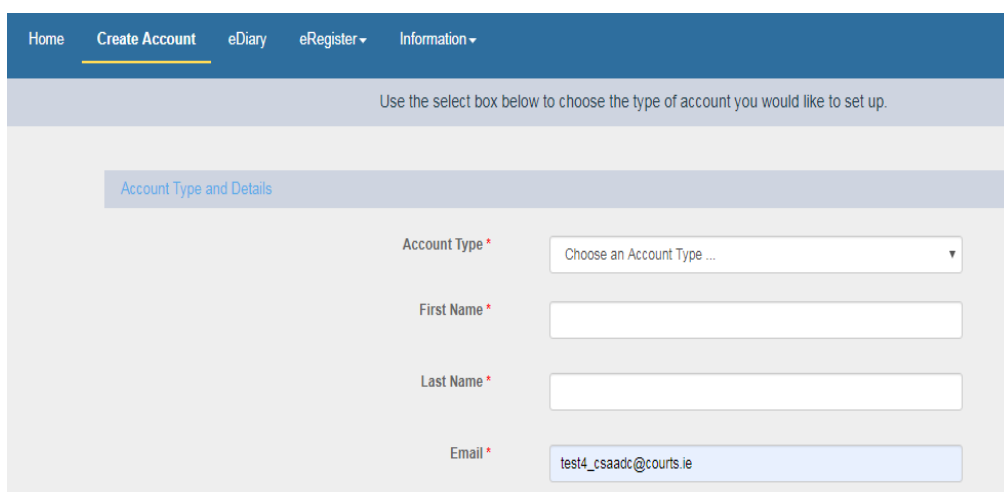 Home Create Account eDiary eRegister Information
Use the select box below to choose the type of account you would like to set up.
Account Type and Details
Account Type *
Choose an Account Type ...
First Name *
Last Name *
Email *
test4_csaadc@courts.ie